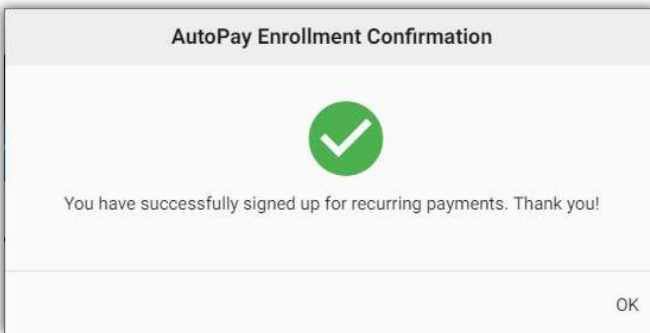 AutoPay Enrollment Confirmation
You have successfully signed up for recurring payments. Thank you!
OK